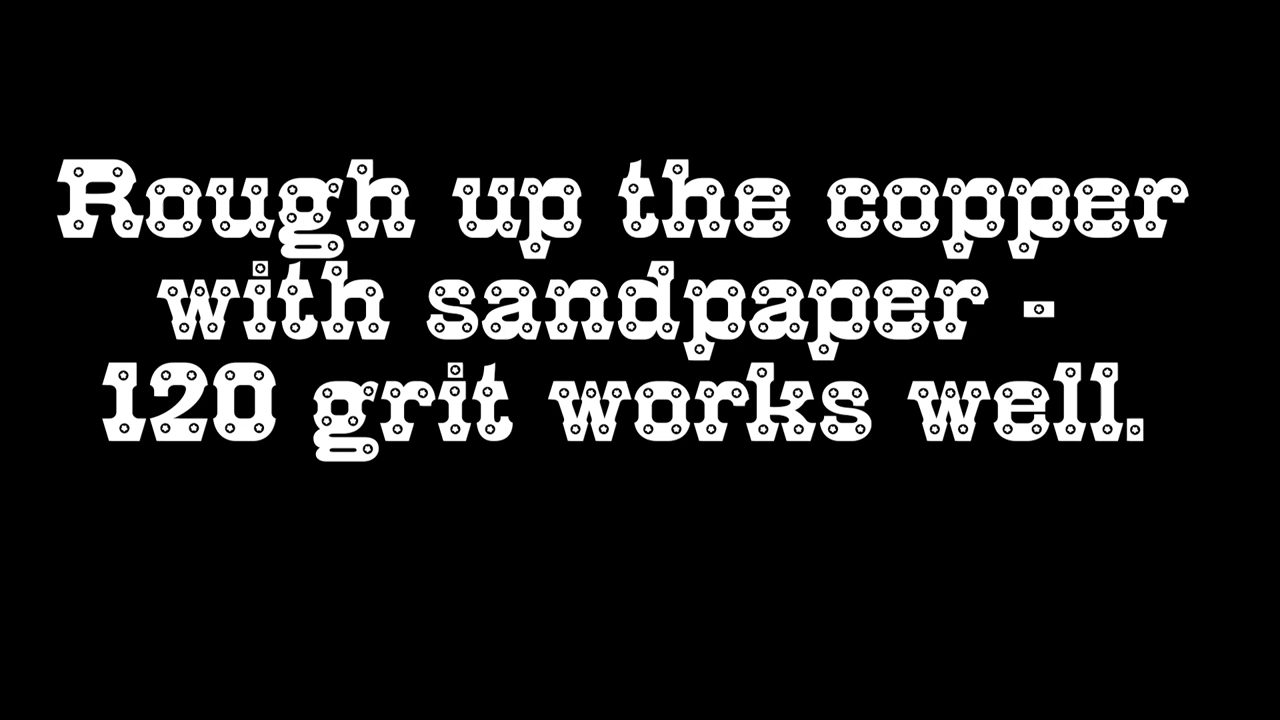 Rough up the copper
with sandpaper -
120 grit works well.